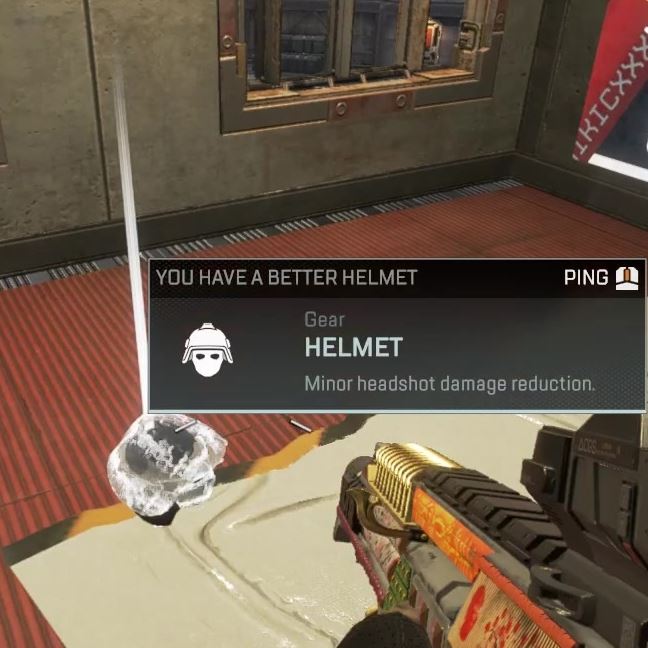 YOU HAVE A BETTER HELMET
PING
Gear
HELMET
Minor headshot damage reduction.